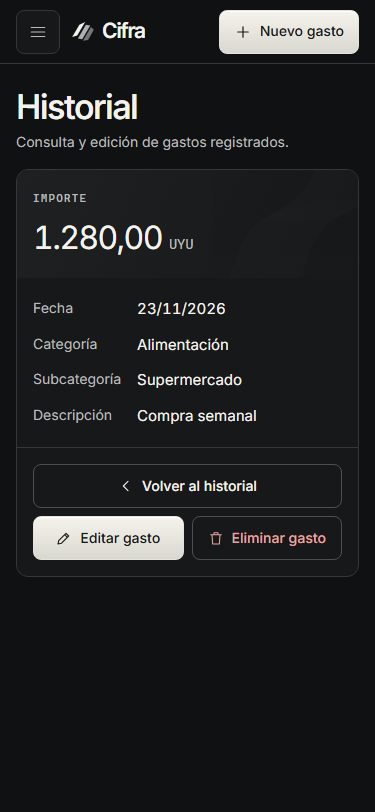 Cifra
Nuevo gasto
Historial
Consulta y edición de gastos registrados.
IMPORTE
1.280,00 UYU
Fecha 23/11/2026
Categoría Alimentación
Subcategoría Supermercado
Descripción Compra semanal
Volver al historial
Editar gasto
Eliminar gasto